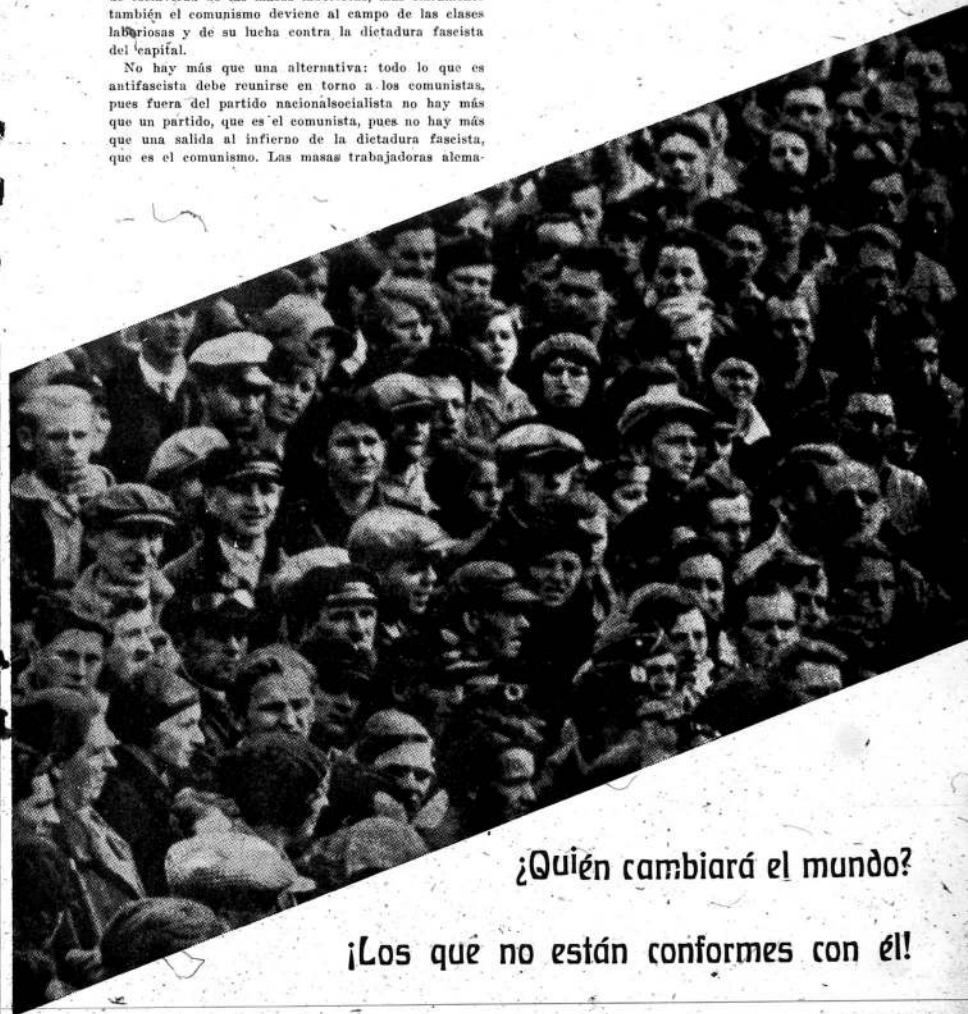 también el comunismo deviene al campo de las clases
laboriosas y de su lucha contra la dictadura fascista
del capital.
No hay más que una alternativa: todo lo que es
antifascista debe reunirse en torno a los comunistas,
pues fuera del partido nacionalsocialista no hay más
que un partido, que es el comunista, pues no hay más
que una salida al infierno de la dictadura fascista,
que es el comunismo. Las masas trabajadoras alema-
¿Quién cambiará el mundo?
¡Los que no están conformes con él!